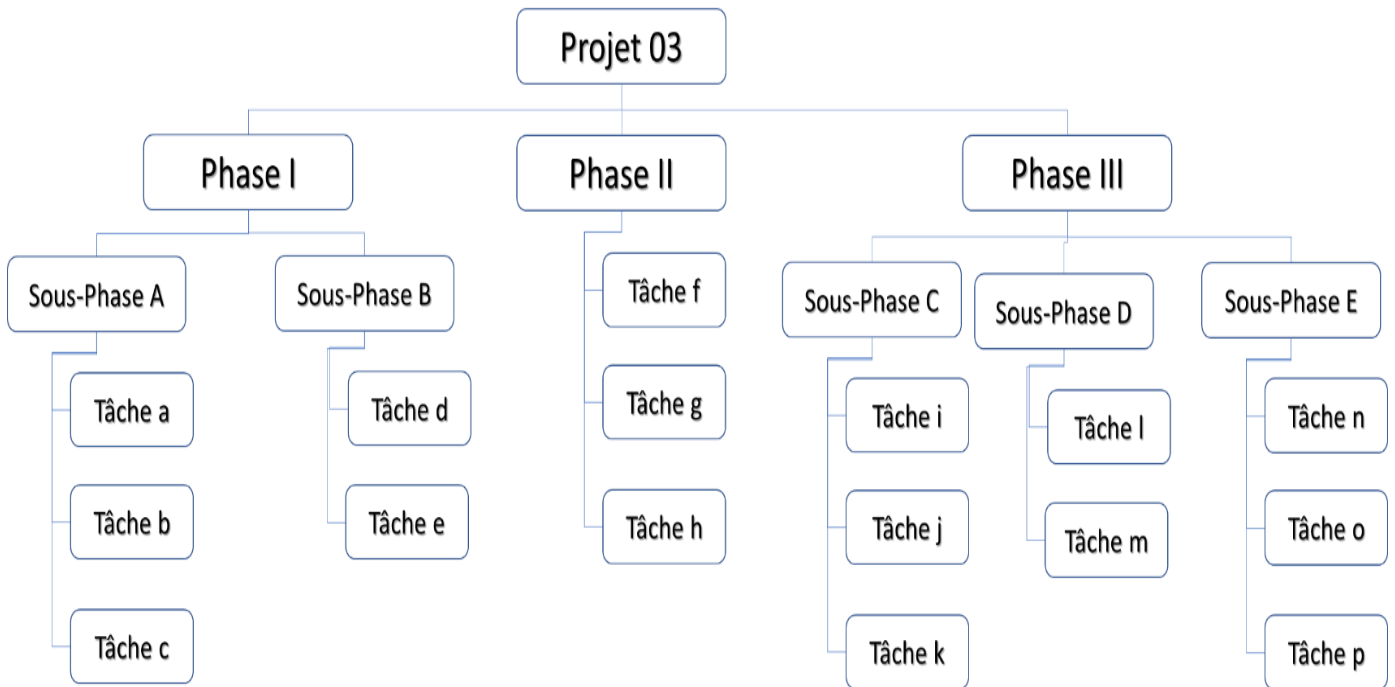 Projet 03
Phase I
Phase II
Phase III
Sous-Phase A
Sous-Phase B
Sous-Phase C
Sous-Phase D
Sous-Phase E
Tâche a
Tâche b
Tâche c
Tâche d
Tâche e
Tâche f
Tâche g
Tâche h
Tâche i
Tâche j
Tâche k
Tâche l
Tâche m
Tâche n
Tâche o
Tâche p